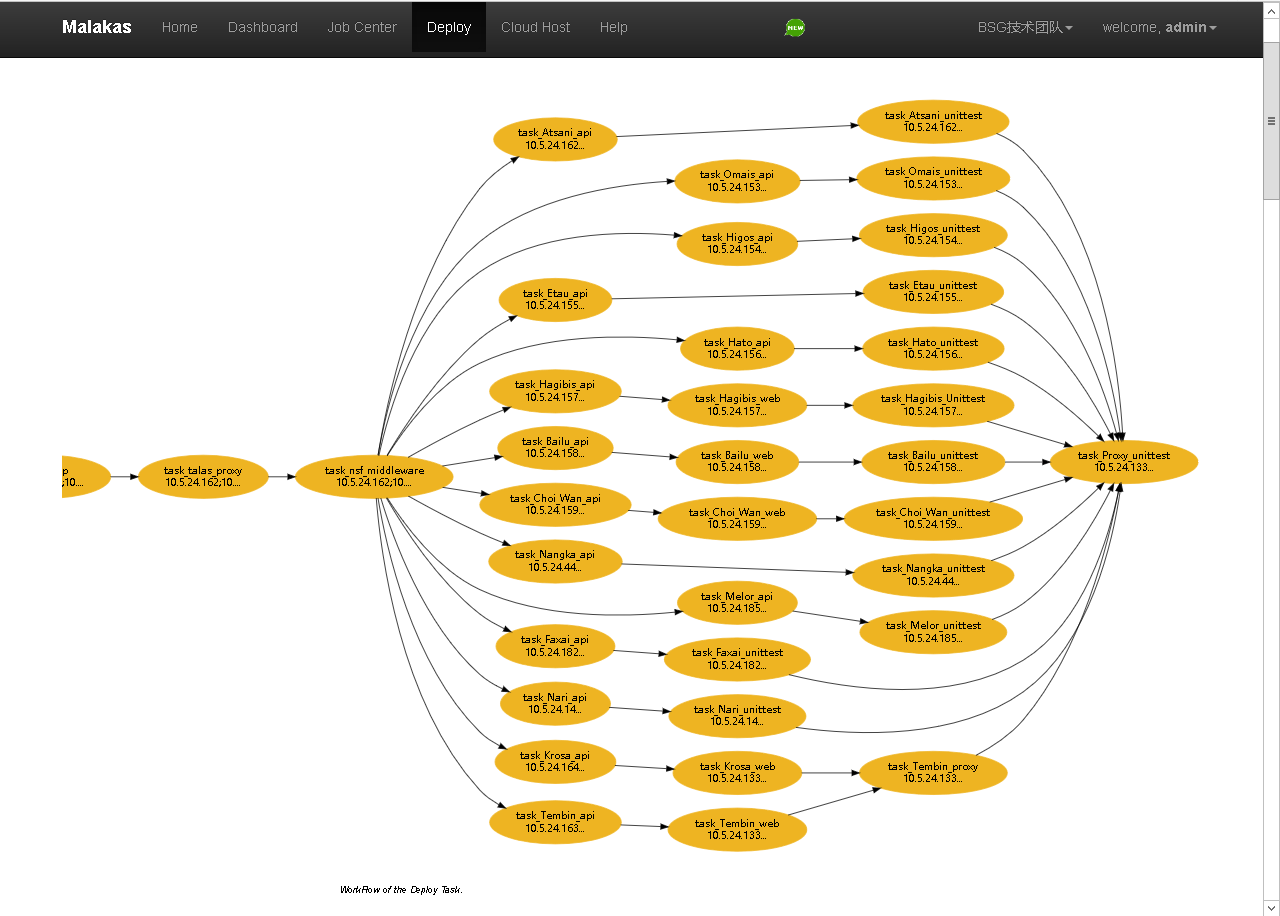 Malakas Home Dashboard Job Center Deploy Cloud Host Help NEW BSG技术团队 welcome, admin
task_Atsani_unittest
10.5.24.162...
task_Atsani_api
10.5.24.162...
task_Omais_api
10.5.24.153...
task_Omais_unittest
10.5.24.153...
task_Higos_api
10.5.24.154...
task_Higos_unittest
10.5.24.154...
task_Etau_api
10.5.24.155...
task_Etau_unittest
10.5.24.155...
task_Hato_api
10.5.24.156...
task_Hato_unittest
10.5.24.156...
task_Hagibis_api
10.5.24.157...
task_Hagibis_web
10.5.24.157...
task_Hagibis_Unittest
10.5.24.157...
task_Bailu_api
10.5.24.158...
task_Bailu_web
10.5.24.158...
task_Bailu_unittest
10.5.24.158...
task_Proxy_unittest
10.5.24.133...
p
;10....
task_talas_proxy
10.5.24.162;10....
task_nsf_middleware
10.5.24.162;10....
task_Choi_Wan_api
10.5.24.159...
task_Choi_Wan_web
10.5.24.159...
task_Choi_Wan_unittest
10.5.24.159...
task_Nangka_api
10.5.24.44...
task_Nangka_unittest
10.5.24.44...
task_Melor_api
10.5.24.185...
task_Melor_unittest
10.5.24.185...
task_Faxai_api
10.5.24.182...
task_Faxai_unittest
10.5.24.182...
task_Nari_api
10.5.24.14...
task_Nari_unittest
10.5.24.14...
task_Krosa_api
10.5.24.164...
task_Krosa_web
10.5.24.133...
task_Tembin_proxy
10.5.24.133...
task_Tembin_api
10.5.24.163...
task_Tembin_web
10.5.24.133...
WorkFlow of the Deploy Task.